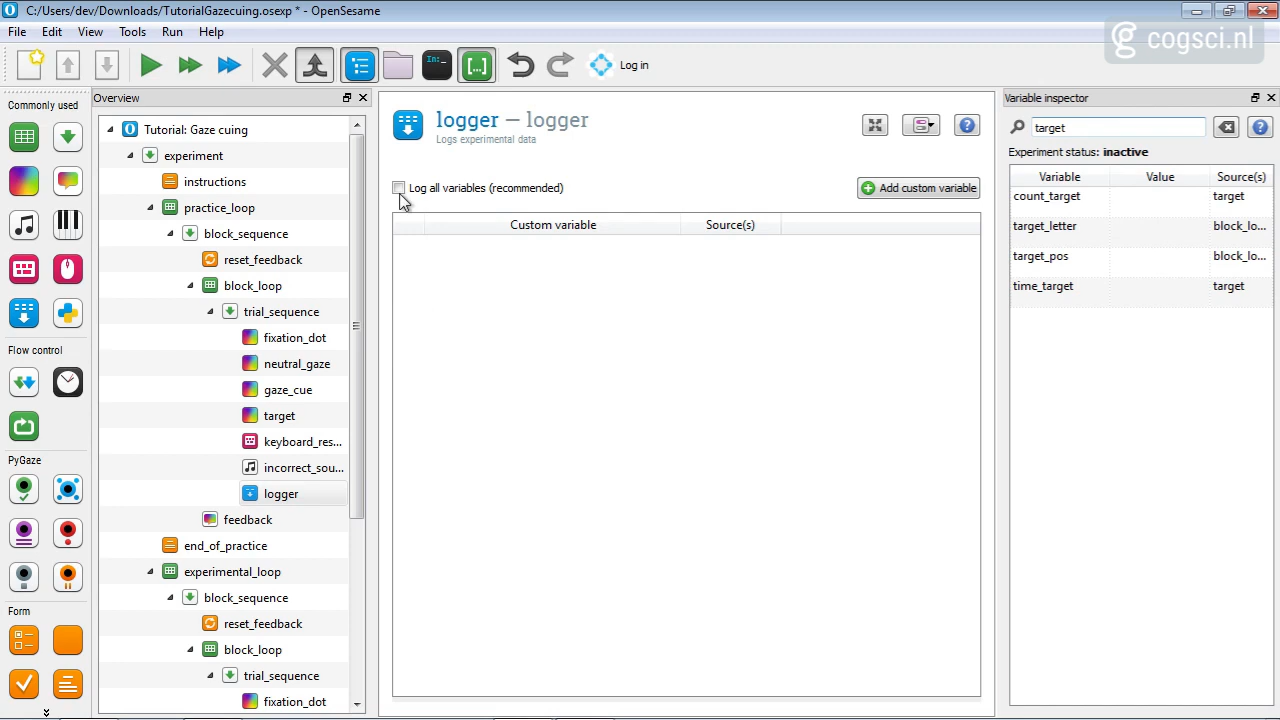 C:/Users/dev/Downloads/TutorialGazecuing.osexp * - OpenSesame
cogsci.nl
File Edit View Tools Run Help
In:_
[...]
Log in
Commonly used
Overview
Variable inspector
Tutorial: Gaze cuing
experiment
instructions
practice_loop
block_sequence
reset_feedback
block_loop
trial_sequence
fixation_dot
neutral_gaze
gaze_cue
target
keyboard_res...
incorrect_sou...
logger
feedback
end_of_practice
experimental_loop
block_sequence
reset_feedback
block_loop
trial_sequence
fixation_dot
Flow control
PyGaze
Form
logger — logger
Logs experimental data
Log all variables (recommended)
Add custom variable
Custom variable Source(s)
target
Experiment status: inactive
Variable Value Source(s)
count_target target
target_letter block_lo...
target_pos block_lo...
time_target target